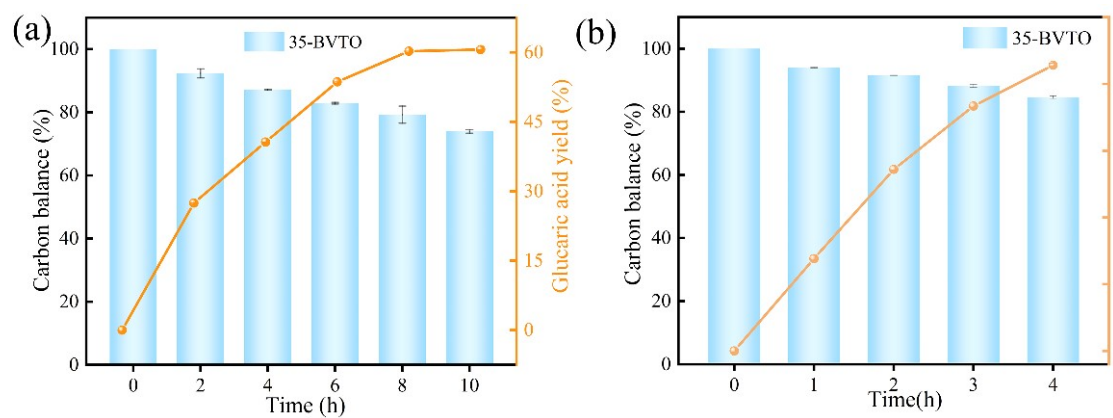 (a)
35-BVTO
100
80
60
40
20
0
Carbon balance (%)
0 2 4 6 8 10
Time (h)
60
45
30
15
0
Glucaric acid yield (%)
(b)
35-BVTO
100
80
60
40
20
0
Carbon balance (%)
0 1 2 3 4
Time(h)